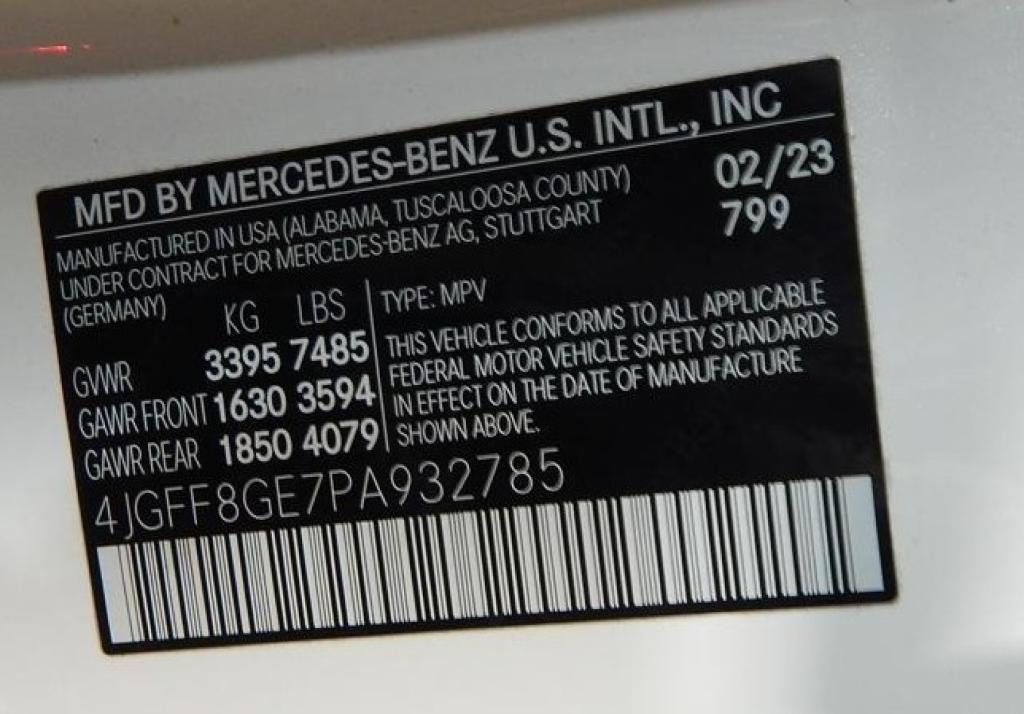 MFD BY MERCEDES-BENZ U.S. INTL., INC
MANUFACTURED IN USA (ALABAMA, TUSCALOOSA COUNTY)
UNDER CONTRACT FOR MERCEDES-BENZ AG, STUTTGART
(GERMANY)
02/23
799
KG LBS
GVWR 3395 7485
GAWR FRONT 1630 3594
GAWR REAR 1850 4079
TYPE: MPV
THIS VEHICLE CONFORMS TO ALL APPLICABLE
FEDERAL MOTOR VEHICLE SAFETY STANDARDS
IN EFFECT ON THE DATE OF MANUFACTURE
SHOWN ABOVE.
4JGFF8GE7PA932785